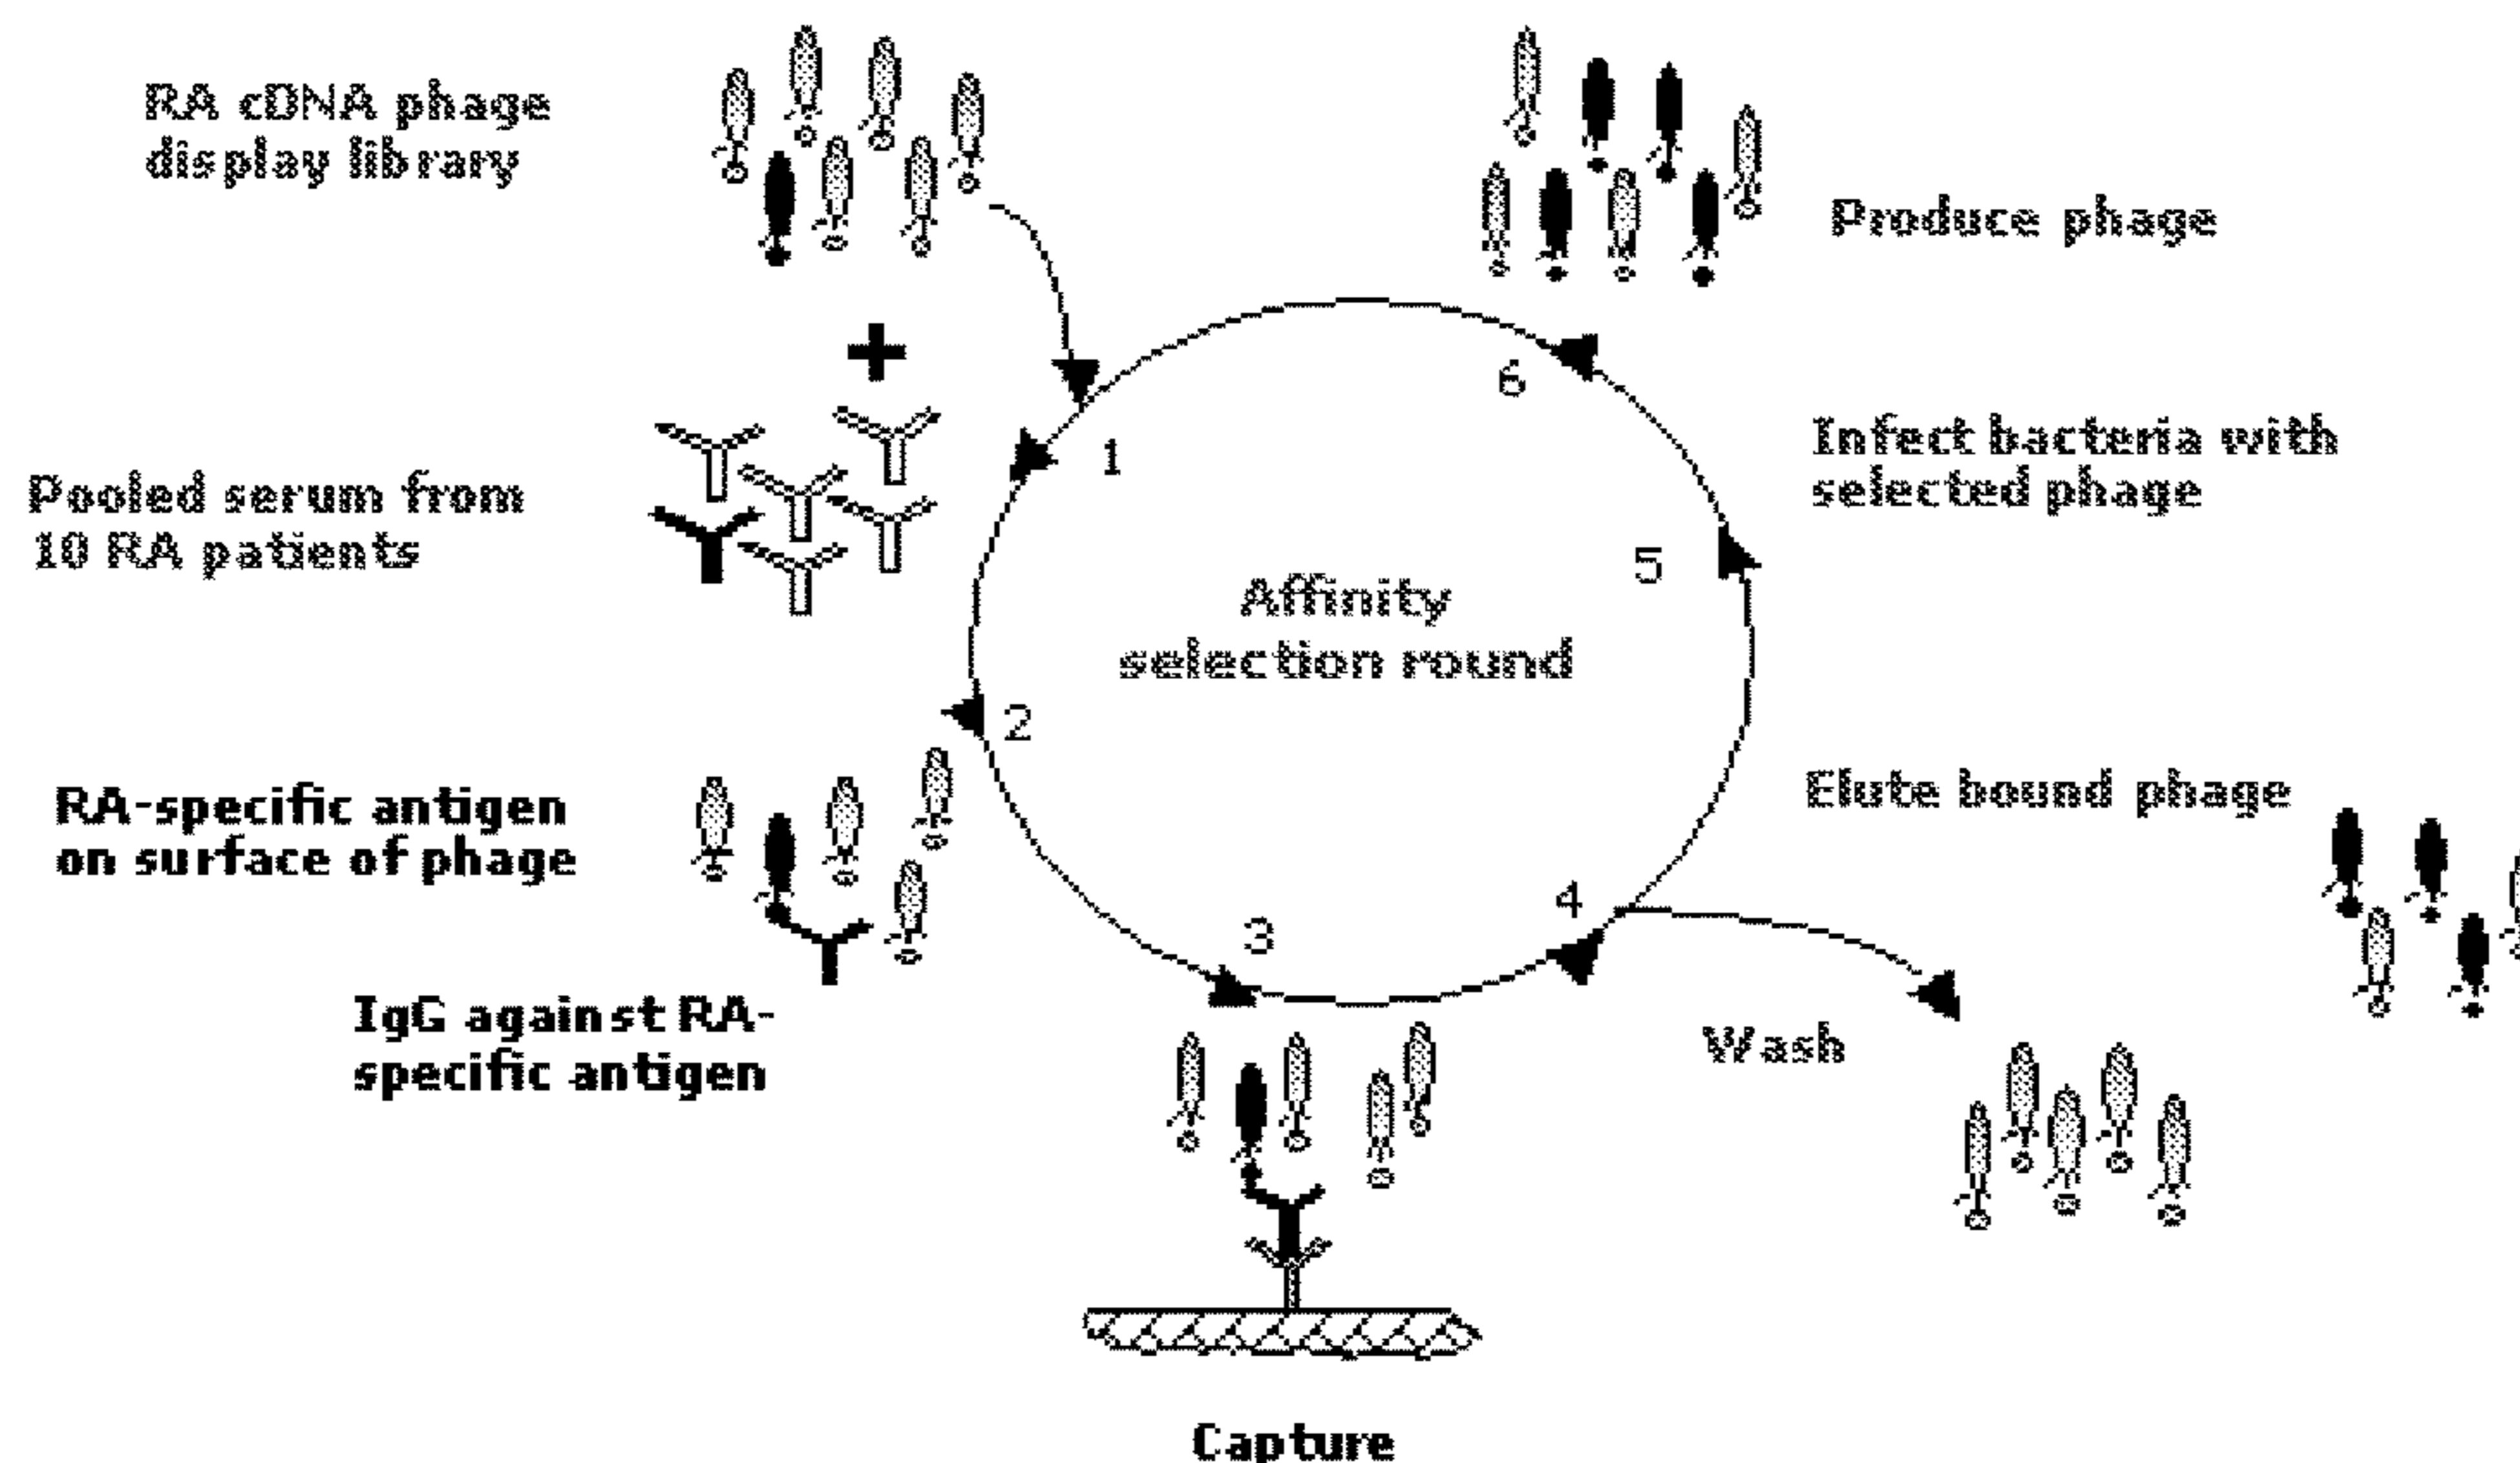 RA cDNA phage
display library
Produce phage
Pooled serum from
10 RA patients
Infect bacteria with
selected phage
1
2
3
4
5
6
Affinity
selection round
RA-specific antigen
on surface of phage
Elute bound phage
IgG against RA-
specific antigen
Wash
Capture